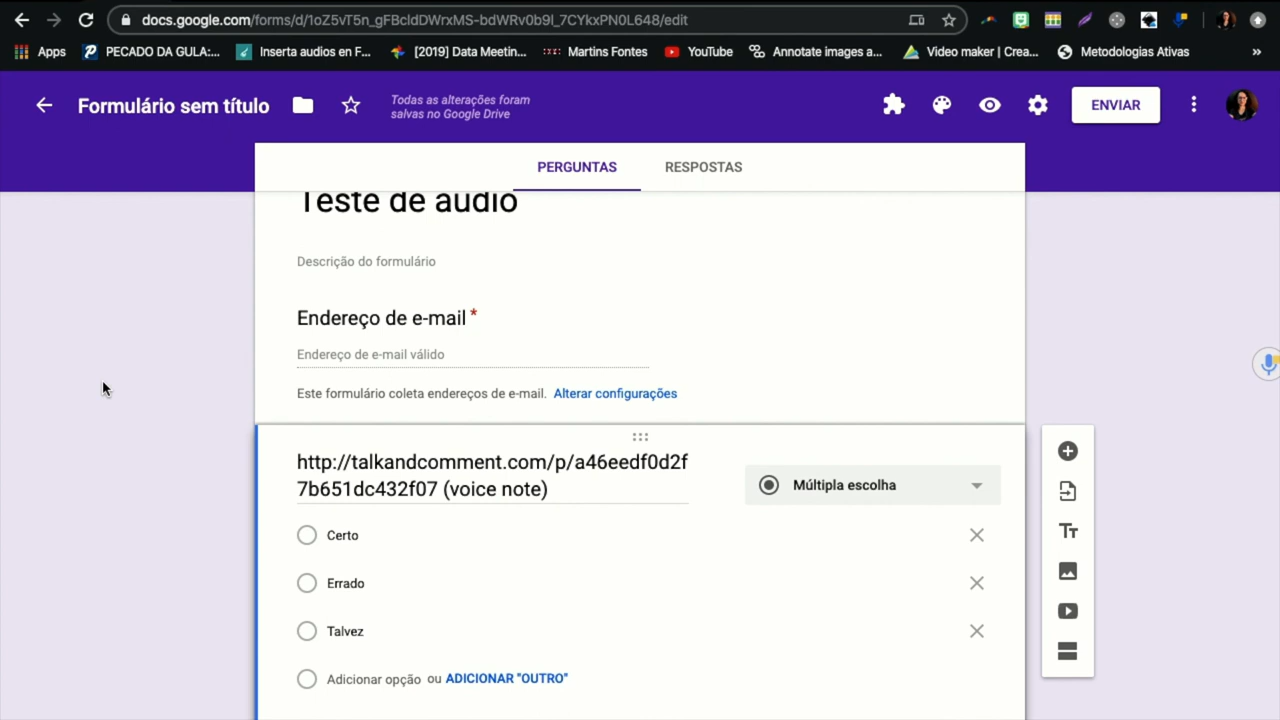 docs.google.com/forms/d/1oZ5vT5n_gFBcldDWrxMS-bdWRv0b9l_7CYkxPN0L648/edit
Apps PECADO DA GULA:... Inserta audios en F... [2019] Data Meetin... Martins Fontes YouTube Annotate images a... Video maker | Crea... Metodologias Ativas »
Formulário sem título
Todas as alterações foram
salvas no Google Drive
ENVIAR
PERGUNTAS RESPOSTAS
Teste de áudio
Descrição do formulário
Endereço de e-mail *
Endereço de e-mail válido
Este formulário coleta endereços de e-mail. Alterar configurações
http://talkandcomment.com/p/a46eedf0d2f
7b651dc432f07 (voice note)
Múltipla escolha
Certo
Errado
Talvez
Adicionar opção ou ADICIONAR "OUTRO"
Tт